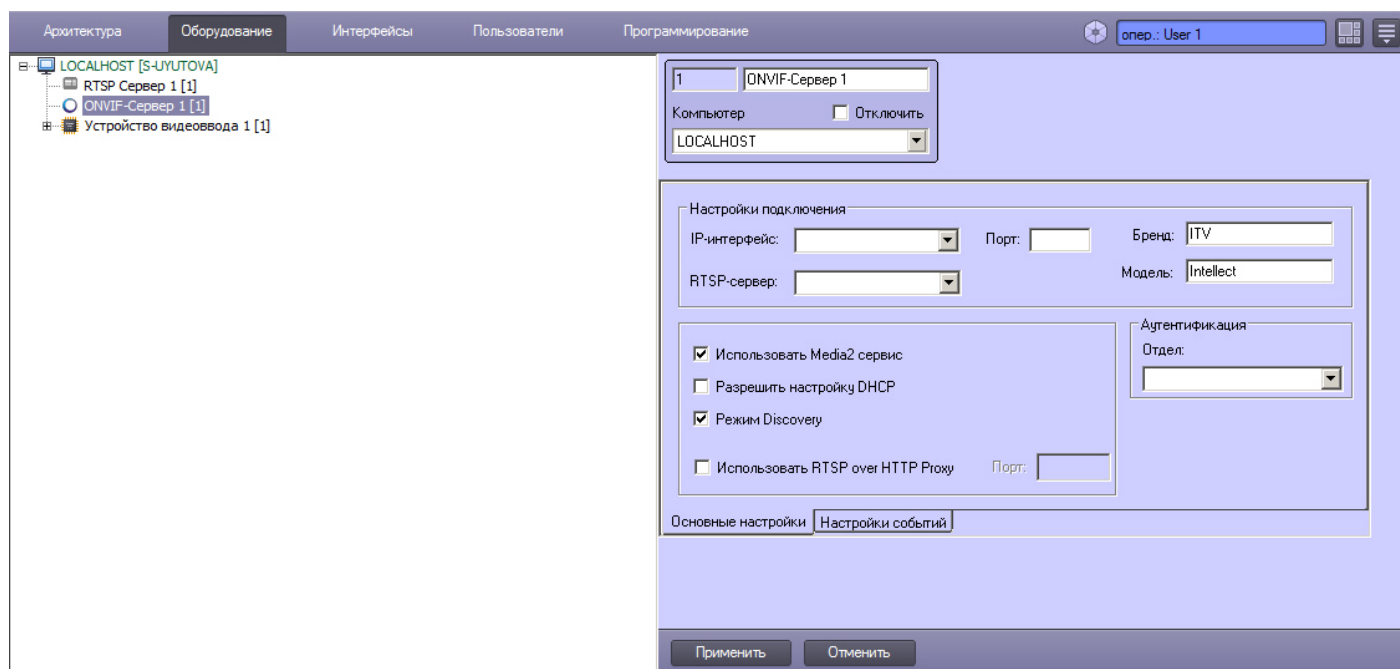 Архитектура Оборудование Интерфейсы Пользователи Программирование опер.: User 1
LOCALHOST [S-UYUTOVA]
RTSP Сервер 1 [1]
ONVIF-Сервер 1 [1]
Устройство видеоввода 1 [1]
1 ONVIF-Сервер 1
Компьютер Отключить
LOCALHOST
Настройки подключения
IP-интерфейс: Порт: Бренд: ITV
RTSP-сервер: Модель: Intellect
Аутентификация
Отдел:
Использовать Media2 сервис
Разрешить настройку DHCP
Режим Discovery
Использовать RTSP over HTTP Proxy Порт:
Основные настройки Настройки событий
Применить Отменить